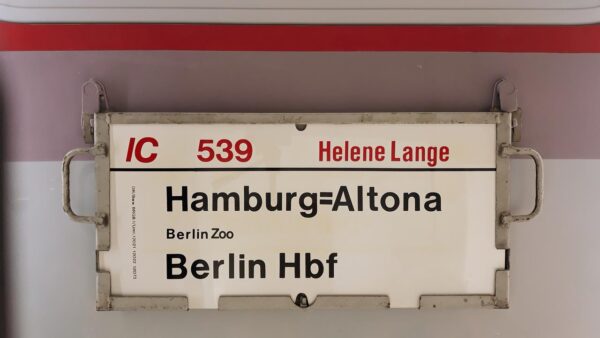 IC 539 Helene Lange
Hamburg=Altona
Berlin Zoo
Berlin Hbf